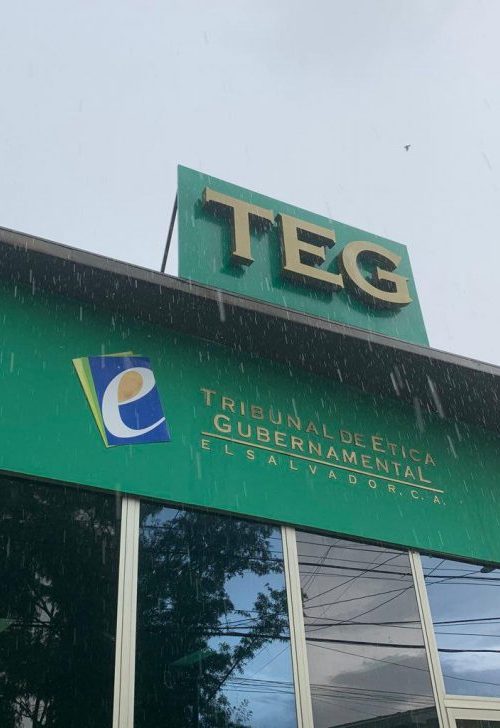 TEG
e
TRIBUNAL DE ÉTICA
GUBERNAMENTAL
EL SALVADOR, C. A.